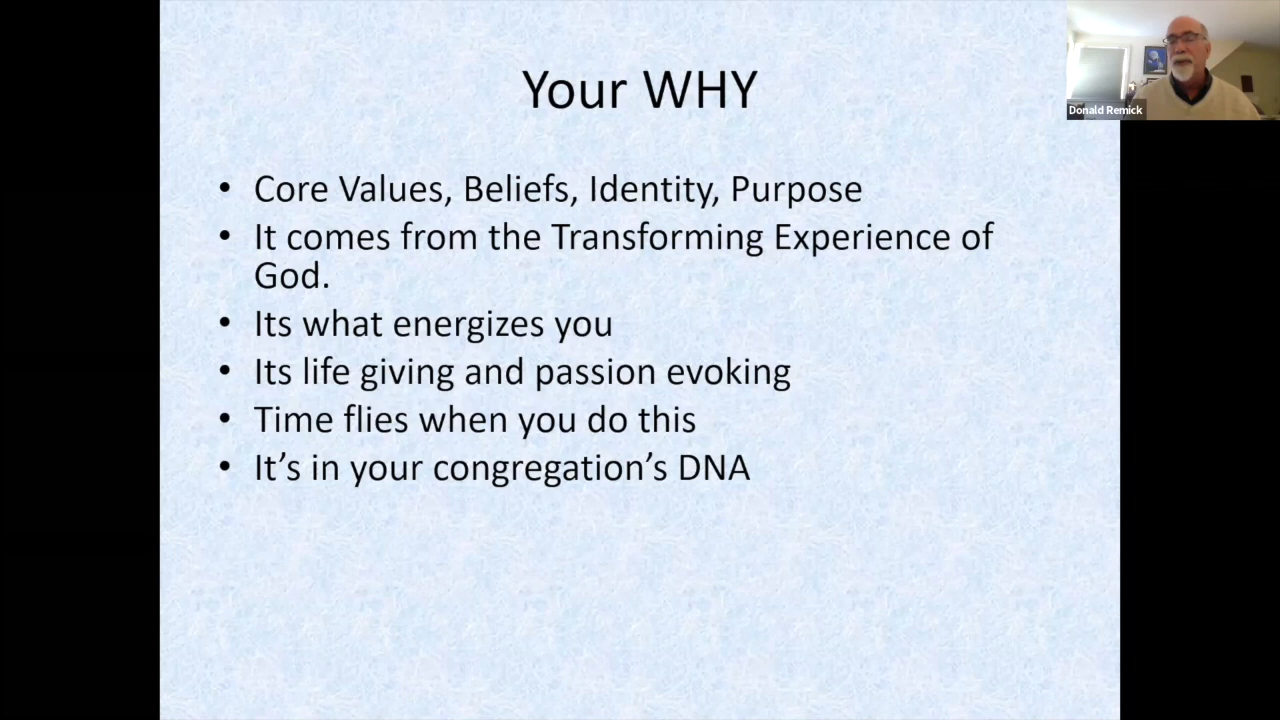 Your WHY
Donald Remick
• Core Values, Beliefs, Identity, Purpose
• It comes from the Transforming Experience of
God.
• Its what energizes you
• Its life giving and passion evoking
• Time flies when you do this
• It’s in your congregation’s DNA